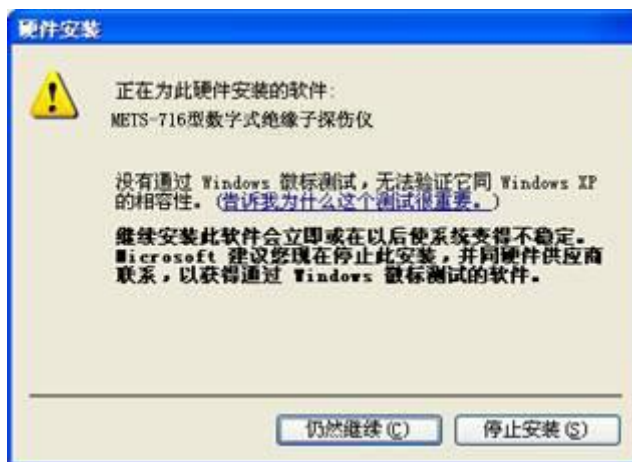 硬件安装
正在为此硬件安装的软件:
METS-716型数字式绝缘子探伤仪
没有通过 Windows 徽标测试，无法验证它同 Windows XP
的相容性。(告诉我为什么这个测试很重要。)
继续安装此软件会立即或在以后使系统变得不稳定。
Microsoft 建议您现在停止此安装，并同硬件供应商
联系，以获得通过 Windows 徽标测试的软件。
仍然继续(C)
停止安装(S)